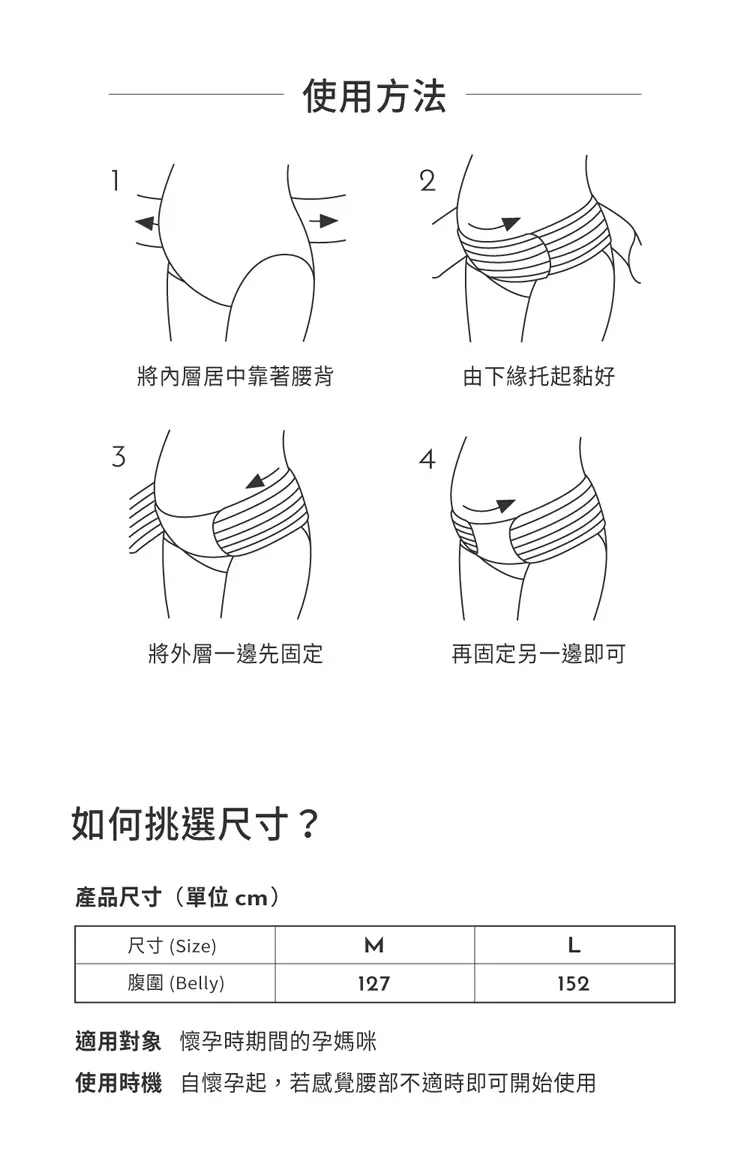 使用方法
1
2
將內層居中靠著腰背
由下緣托起黏好
3
4
將外層一邊先固定
再固定另一邊即可
如何挑選尺寸？
產品尺寸（單位 cm）
尺寸 (Size) M L
腹圍 (Belly) 127 152
適用對象 懷孕時期間的孕媽咪
使用時機 自懷孕起，若感覺腰部不適時即可開始使用